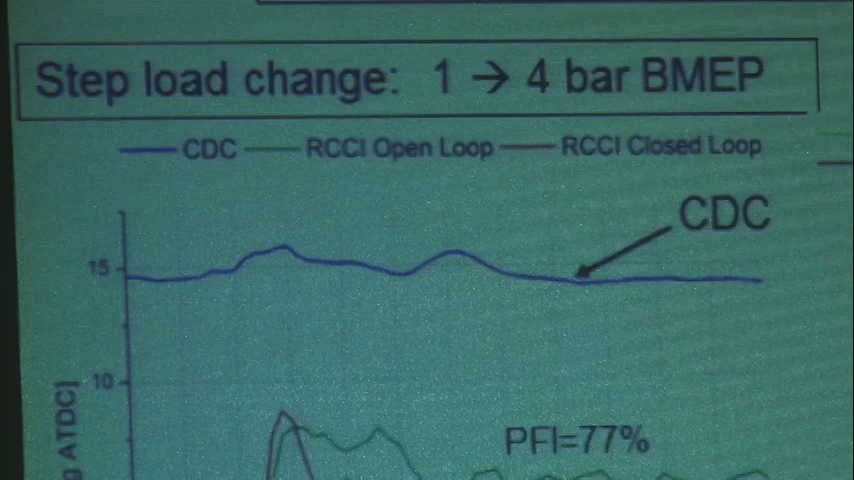 Step load change: 1 → 4 bar BMEP
CDC RCCI Open Loop RCCI Closed Loop
CDC
15
10
PFI=77%
ATDC]